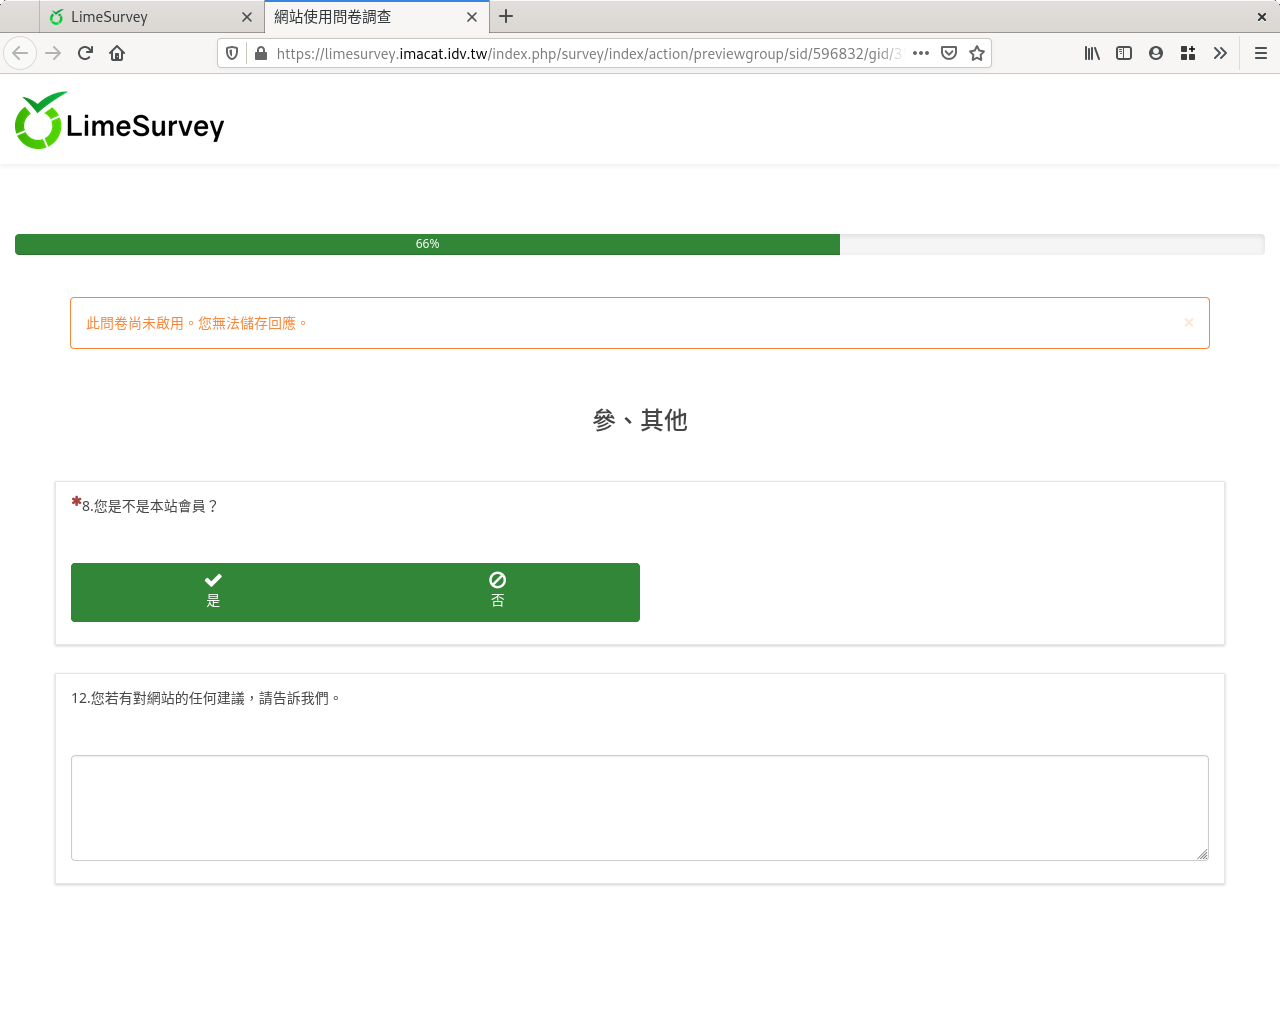 LimeSurvey
網站使用問卷調查
https://limesurvey.imacat.idv.tw/index.php/survey/index/action/previewgroup/sid/596832/gid/3
LimeSurvey
66%
此問卷尚未啟用。您無法儲存回應。
參、其他
*8.您是不是本站會員？
是 否
12.您若有對網站的任何建議，請告訴我們。